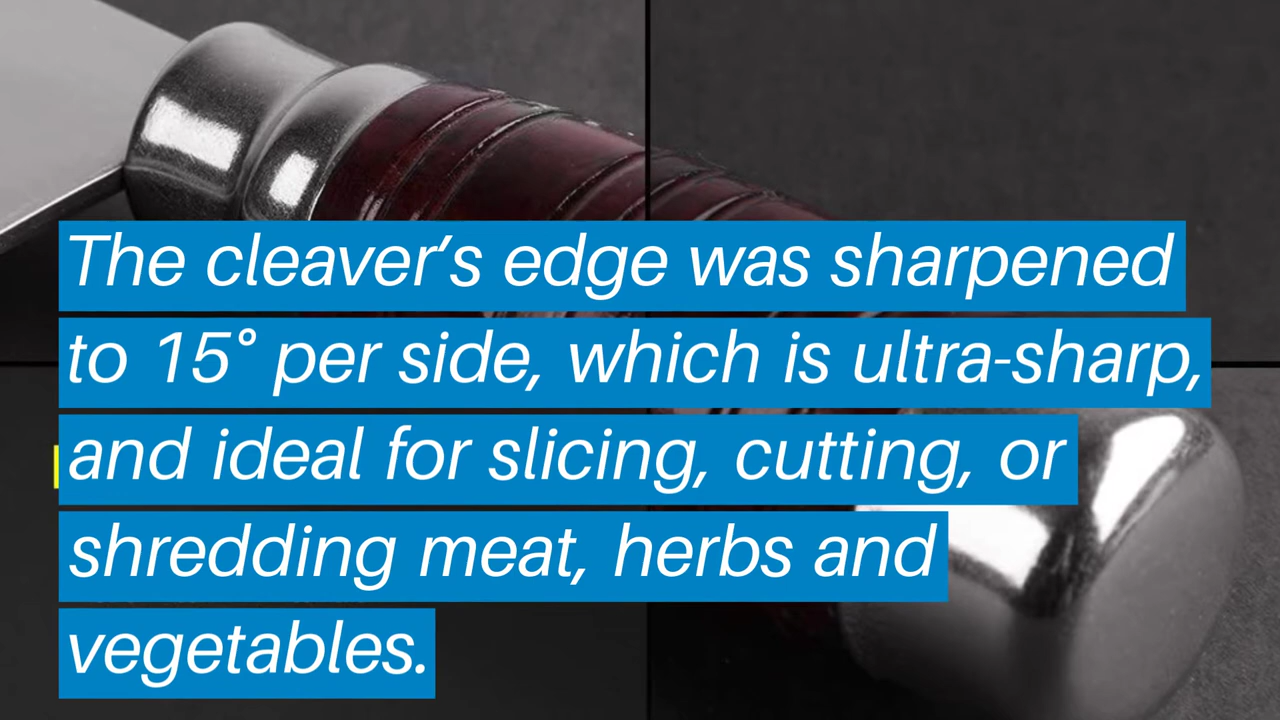 The cleaver’s edge was sharpened
to 15° per side, which is ultra-sharp,
and ideal for slicing, cutting, or
shredding meat, herbs and
vegetables.